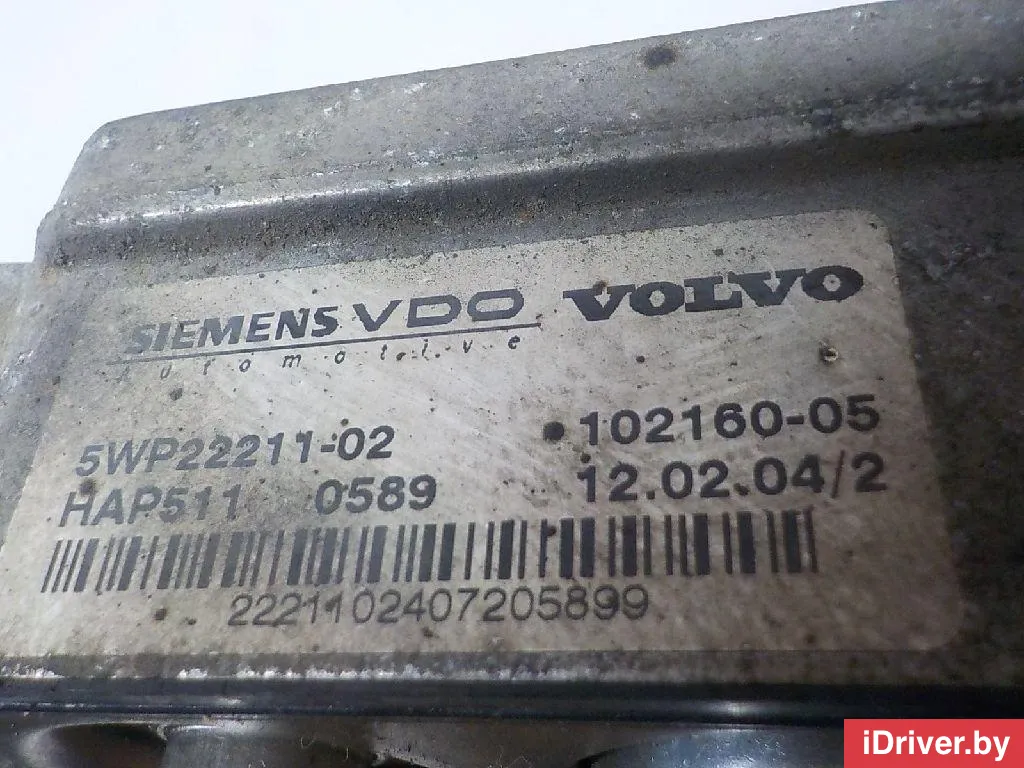 SIEMENS VDO VOLVO
Automotive
5WP22211-02 102160-05
HAP511 0589 12.02.04/2
2221102407205899
iDriver.by